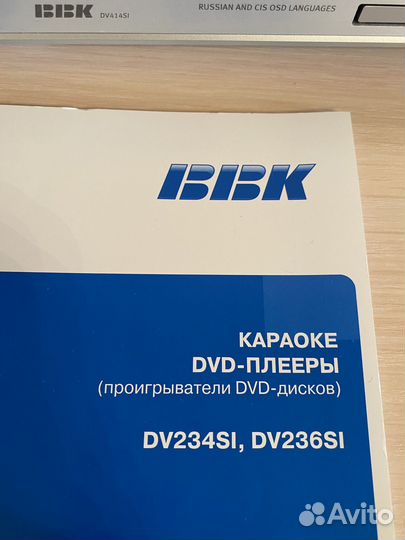 BBK DV414SI RUSSIAN AND CIS OSD LANGUAGES
BBK
КАРАОКЕ
DVD-ПЛЕЕРЫ
(проигрыватели DVD-дисков)
DV234SI, DV236SI
Avito